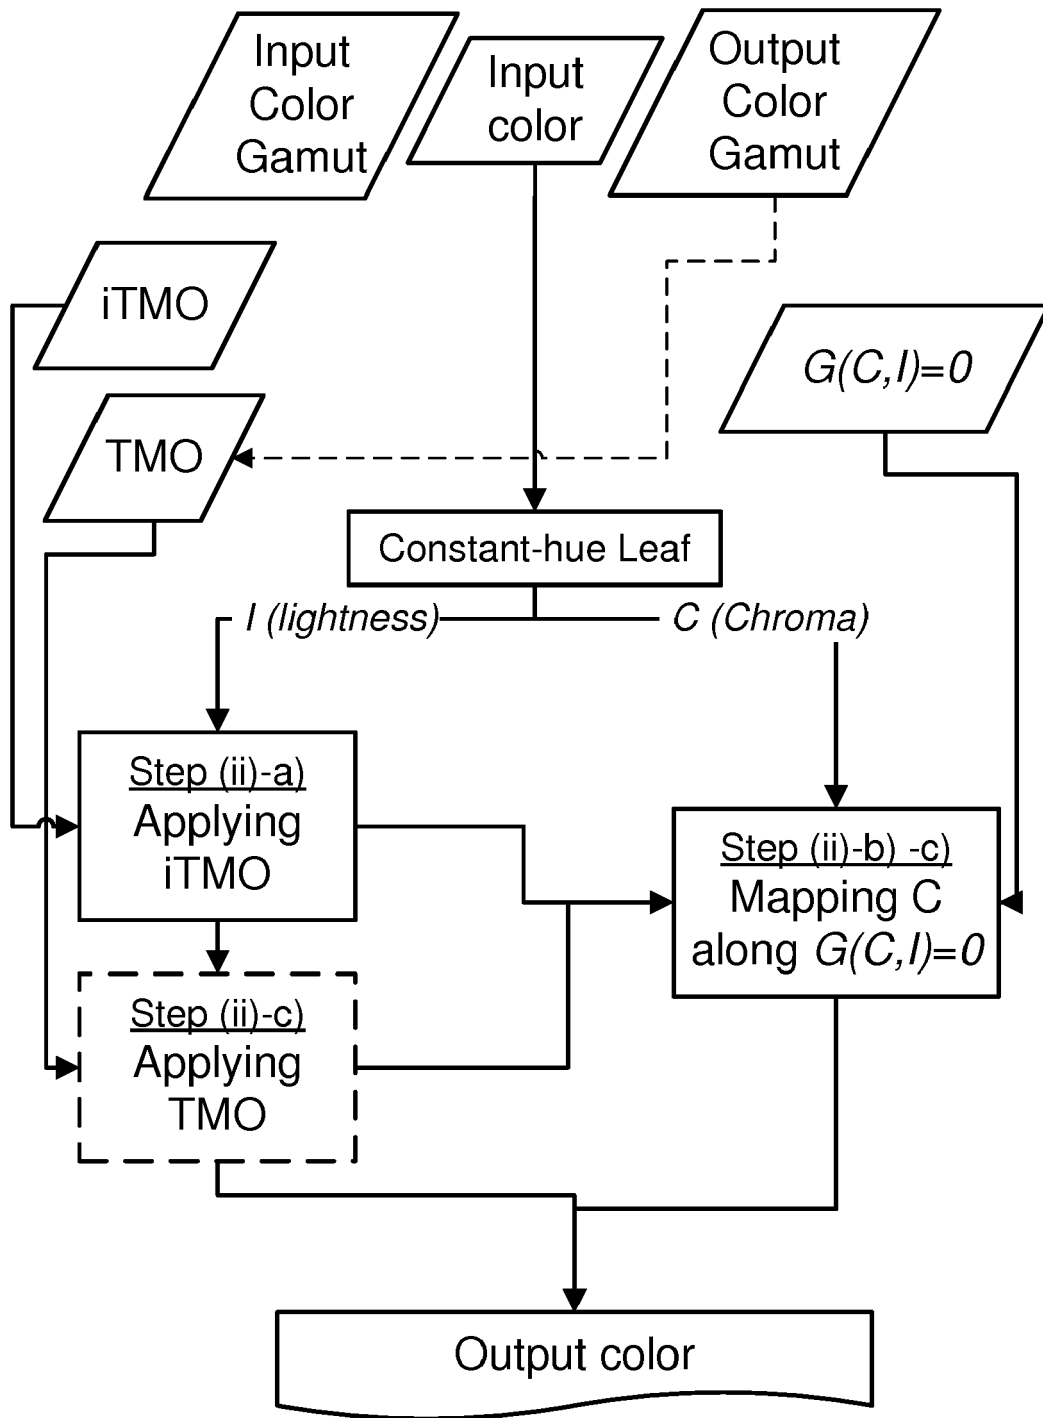 Input
Color
Gamut
Input
color
Output
Color
Gamut
iTMO
G(C,I)=0
TMO
Constant-hue Leaf
I (lightness)
C (Chroma)
Step (ii)-a)
Applying
iTMO
Step (ii)-b) -c)
Mapping C
along G(C,I)=0
Step (ii)-c)
Applying
TMO
Output color